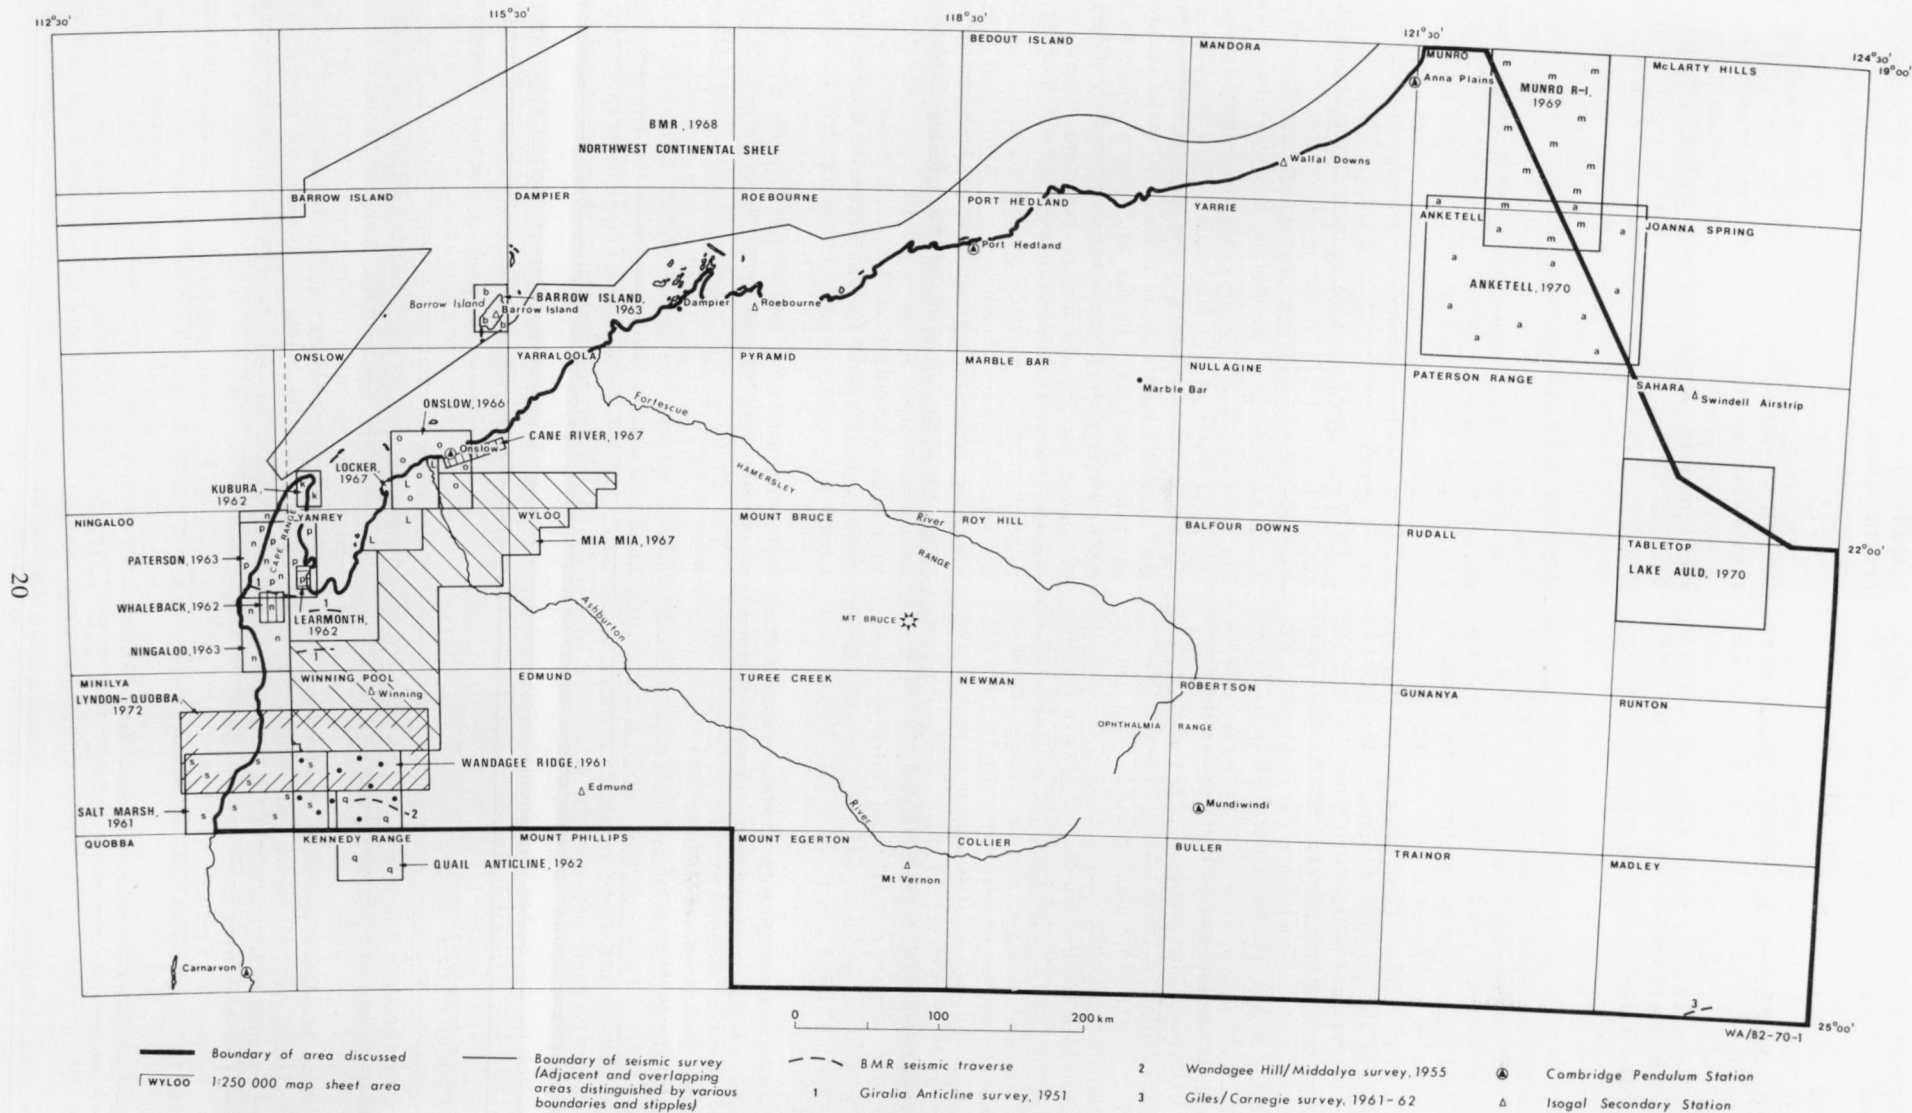 112°30'
115°30'
118°30'
121°30'
124°30'
19°00'
BEDOUT ISLAND
MANDORA
MUNRO
McLARTY HILLS
Anna Plains
MUNRO R-1,
1969
BMR, 1968
NORTHWEST CONTINENTAL SHELF
Wallal Downs
BARROW ISLAND
DAMPIER
ROEBOURNE
PORT HEDLAND
YARRIE
ANKETELL
JOANNA SPRING
Port Hedland
ANKETELL, 1970
Barrow Island
BARROW ISLAND,
1963
Barrow Island
Dampier
Roebourne
ONSLOW
YARRALOOLA
PYRAMID
MARBLE BAR
NULLAGINE
PATERSON RANGE
SAHARA
Marble Bar
Swindell Airstrip
ONSLOW, 1966
Fortescue
CANE RIVER, 1967
Onslow
LOCKER,
1967
HAMERSLEY
KUBURA,
1962
NINGALOO
YANREY
WYLOO
MOUNT BRUCE
River
ROY HILL
BALFOUR DOWNS
RUDALL
TABLETOP
22°00'
CAPE RANGE
MIA MIA, 1967
RANGE
PATERSON, 1963
LAKE AULD, 1970
WHALEBACK, 1962
LEARMONTH,
1962
Ashburton
MT BRUCE
NINGALOO, 1963
1
1
1
MINILYA
WINNING POOL
EDMUND
TUREE CREEK
NEWMAN
ROBERTSON
GUNANYA
RUNTON
LYNDON-QUOBBA,
1972
Winning
OPHTHALMIA RANGE
WANDAGEE RIDGE, 1961
Edmund
Mundiwindi
SALT MARSH,
1961
2
River
QUOBBA
KENNEDY RANGE
MOUNT PHILLIPS
MOUNT EGERTON
COLLIER
BULLER
TRAINOR
MADLEY
QUAIL ANTICLINE, 1962
Mt Vernon
Carnarvon
3
25°00'
WA/B2-70-1
0 100 200 km
20
Boundary of area discussed
WYLOO 1:250 000 map sheet area
Boundary of seismic survey
(Adjacent and overlapping
areas distinguished by various
boundaries and stipples)
BMR seismic traverse
1 Giralia Anticline survey, 1951
2 Wandagee Hill/Middalya survey, 1955
3 Giles/Carnegie survey, 1961-62
Cambridge Pendulum Station
Isogal Secondary Station